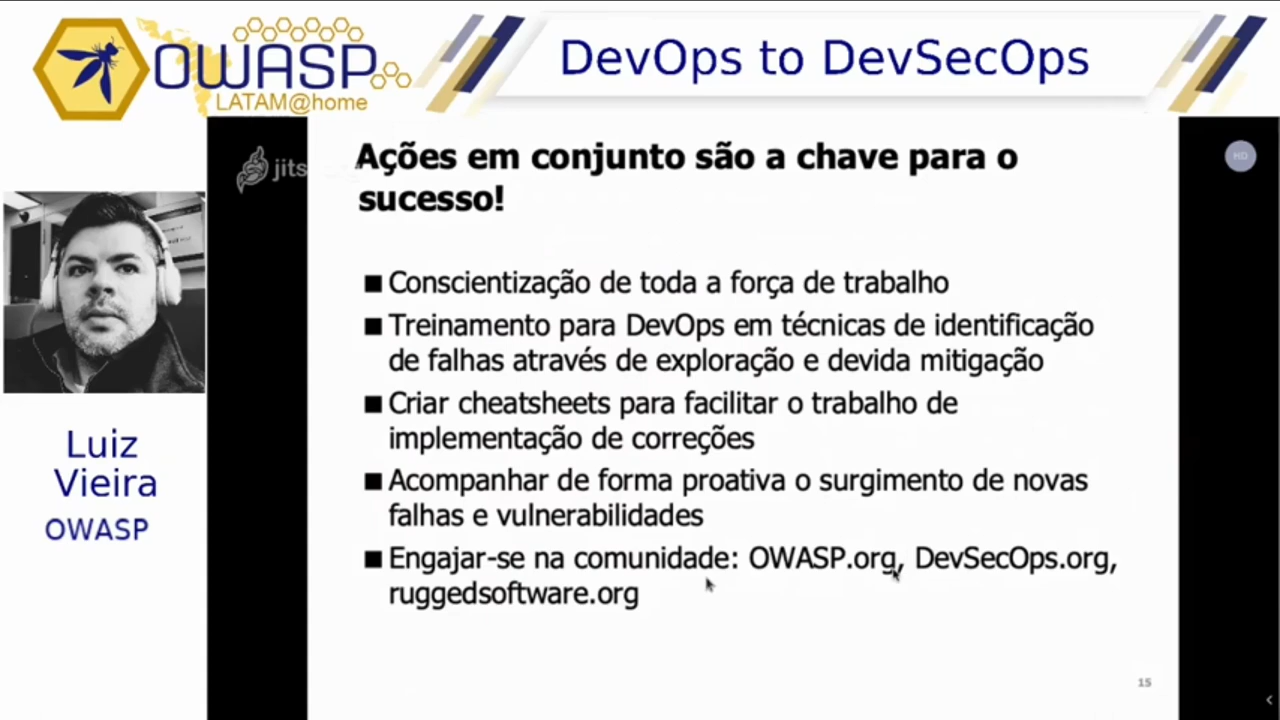 OWASP
LATAM@home
DevOps to DevSecOps
jits
HD
Ações em conjunto são a chave para o
sucesso!
Conscientização de toda a força de trabalho
Treinamento para DevOps em técnicas de identificação
de falhas através de exploração e devida mitigação
Criar cheatsheets para facilitar o trabalho de
implementação de correções
Acompanhar de forma proativa o surgimento de novas
falhas e vulnerabilidades
Engajar-se na comunidade: OWASP.org, DevSecOps.org,
ruggedsoftware.org
15
Luiz
Vieira
OWASP